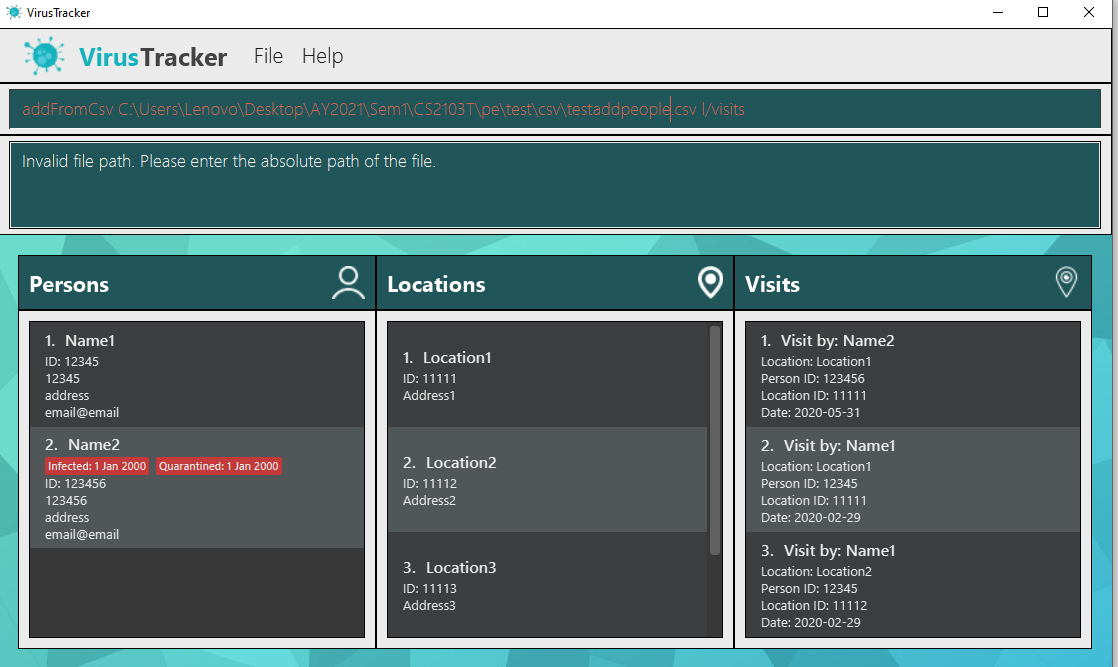 VirusTracker
VirusTracker File Help
addFromCsv C:\Users\Lenovo\Desktop\AY2021\Sem1\CS2103T\pe\test\csv\testaddpeople.csv l/visits
Invalid file path. Please enter the absolute path of the file.
Persons
1. Name1
ID: 12345
12345
address
email@email
2. Name2
Infected: 1 Jan 2000 Quarantined: 1 Jan 2000
ID: 123456
123456
address
email@email
Locations
1. Location1
ID: 11111
Address1
2. Location2
ID: 11112
Address2
3. Location3
ID: 11113
Address3
Visits
1. Visit by: Name2
Location: Location1
Person ID: 123456
Location ID: 11111
Date: 2020-05-31
2. Visit by: Name1
Location: Location1
Person ID: 12345
Location ID: 11111
Date: 2020-02-29
3. Visit by: Name1
Location: Location2
Person ID: 12345
Location ID: 11112
Date: 2020-02-29